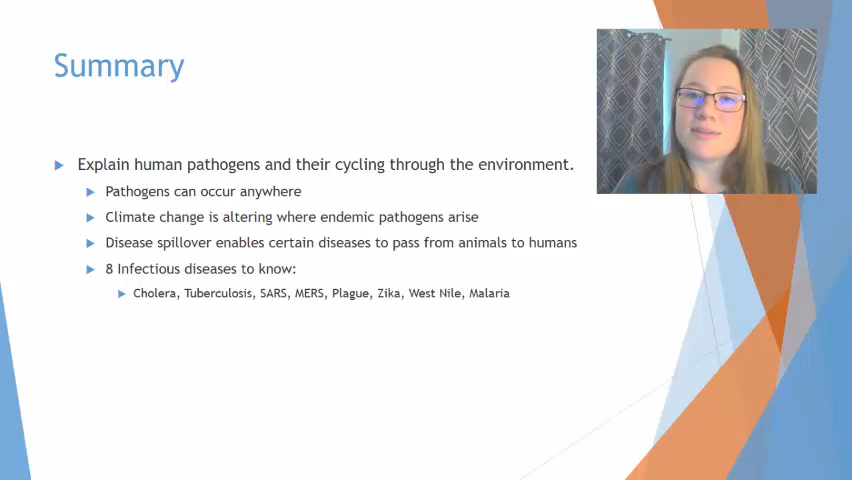 Summary
Explain human pathogens and their cycling through the environment.
Pathogens can occur anywhere
Climate change is altering where endemic pathogens arise
Disease spillover enables certain diseases to pass from animals to humans
8 Infectious diseases to know:
Cholera, Tuberculosis, SARS, MERS, Plague, Zika, West Nile, Malaria